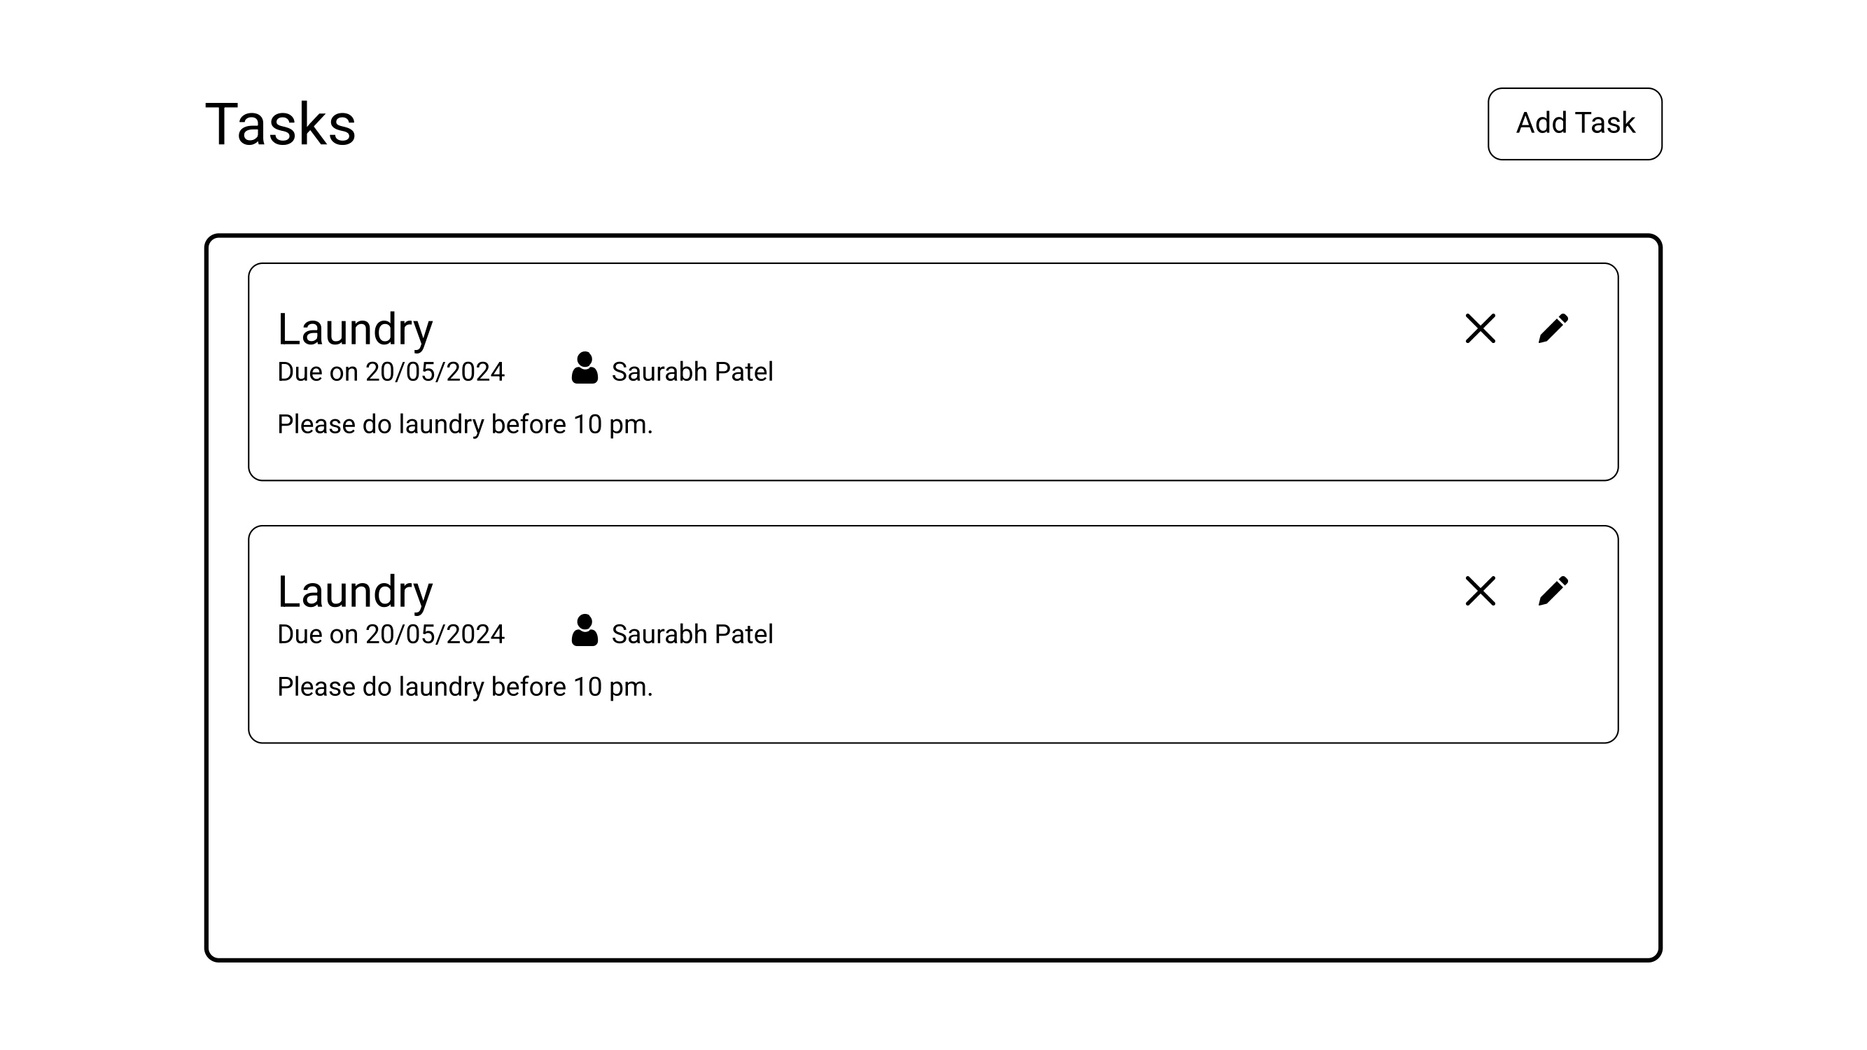 Tasks
Add Task
Laundry
Due on 20/05/2024 Saurabh Patel
Please do laundry before 10 pm.
Laundry
Due on 20/05/2024 Saurabh Patel
Please do laundry before 10 pm.